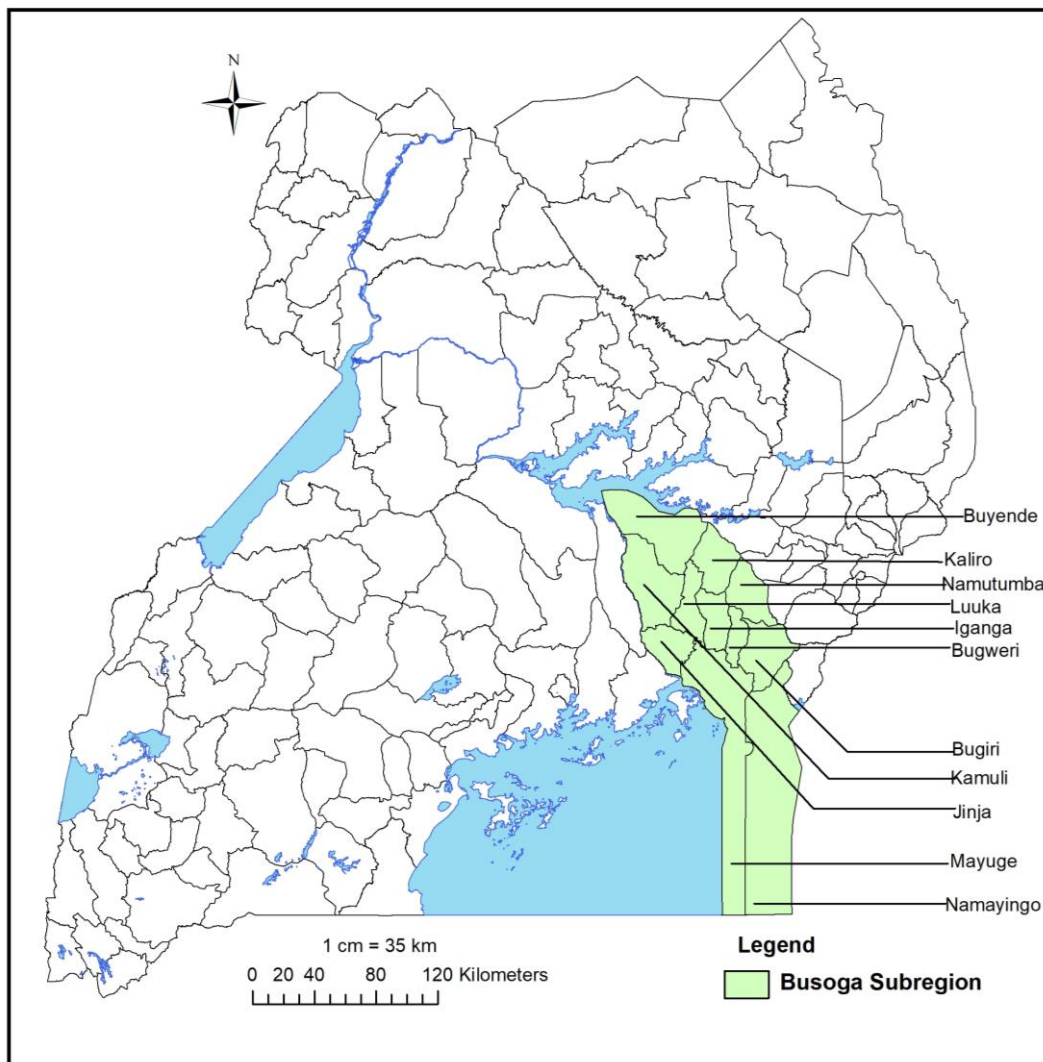 N
Buyende
Kaliro
Namutumba
Luuka
Iganga
Bugweri
Bugiri
Kamuli
Jinja
Mayuge
Namayingo
1 cm = 35 km
0 20 40 80 120 Kilometers
Legend
Busoga Subregion